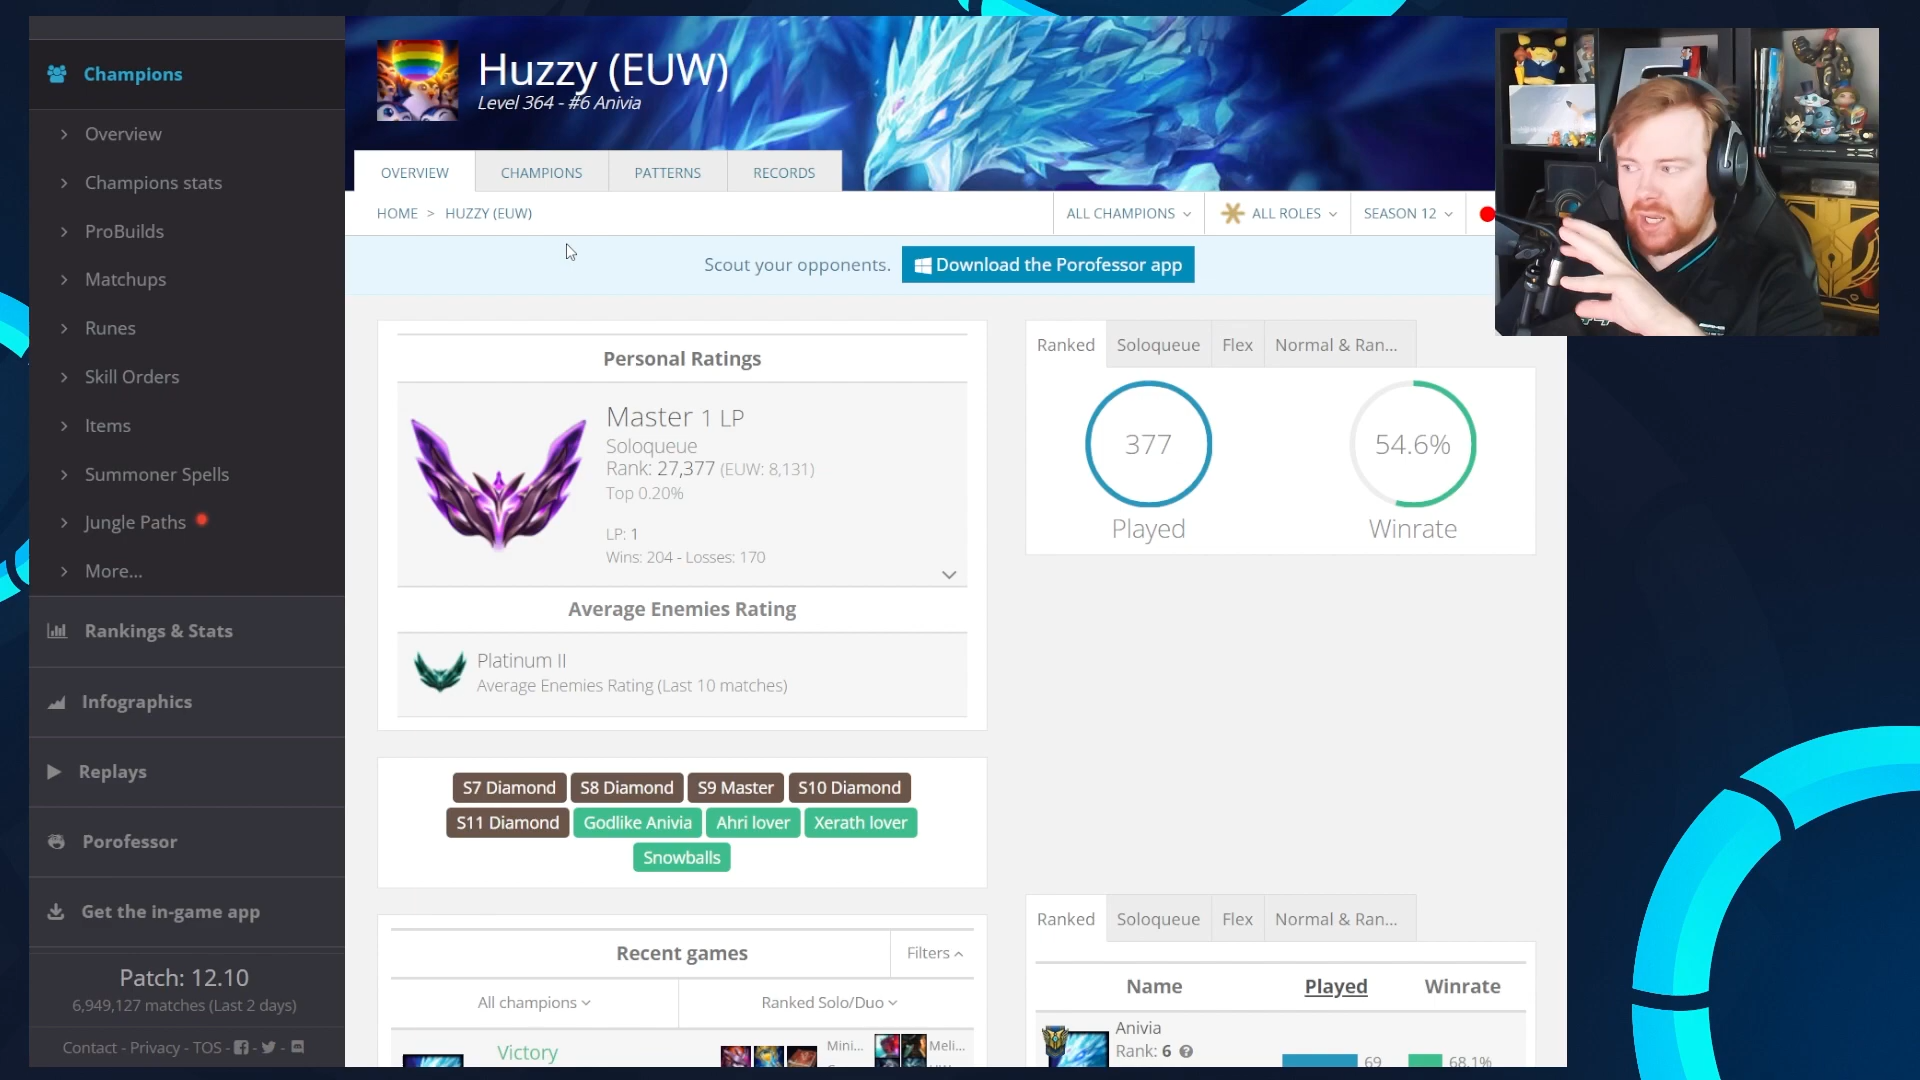 Champions
Overview
Champions stats
ProBuilds
Matchups
Runes
Skill Orders
Items
Summoner Spells
Jungle Paths
More...
Rankings & Stats
Infographics
Replays
Porofessor
Get the in-game app
Patch: 12.10
6,949,127 matches (Last 2 days)
Contact - Privacy - TOS -
Huzzy (EUW)
Level 364 - #6 Anivia
OVERVIEW CHAMPIONS PATTERNS RECORDS
HOME > HUZZY (EUW) ALL CHAMPIONS ALL ROLES SEASON 12
Scout your opponents. Download the Porofessor app
Personal Ratings
Master 1 LP
Soloqueue
Rank: 27,377 (EUW: 8,131)
Top 0.20%
LP: 1
Wins: 204 - Losses: 170
Average Enemies Rating
Platinum II
Average Enemies Rating (Last 10 matches)
S7 Diamond S8 Diamond S9 Master S10 Diamond
S11 Diamond Godlike Anivia Ahri lover Xerath lover
Snowballs
Recent games Filters
All champions Ranked Solo/Duo
Victory Mini... Meli...
Ranked Soloqueue Flex Normal & Ran...
377 54.6%
Played Winrate
Ranked Soloqueue Flex Normal & Ran...
Name Played Winrate
Anivia
Rank: 6 69 68.1%